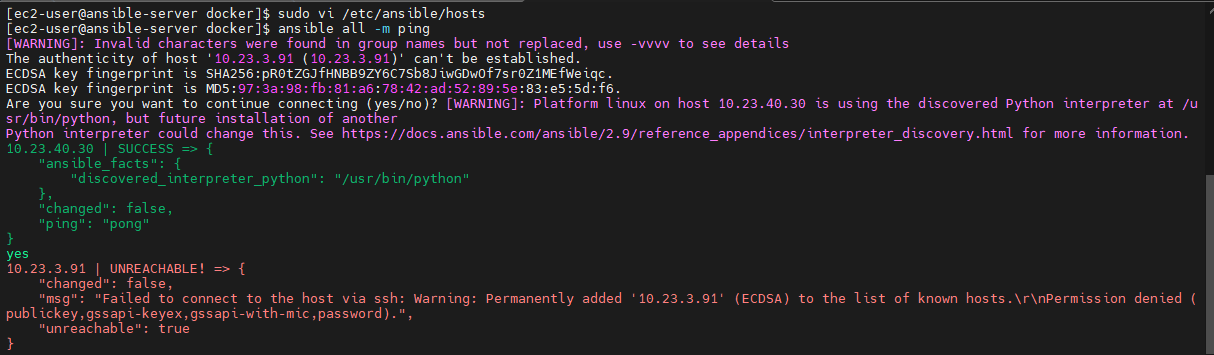 [ec2-user@ansible-server docker]$ sudo vi /etc/ansible/hosts
[ec2-user@ansible-server docker]$ ansible all -m ping
[WARNING]: Invalid characters were found in group names but not replaced, use -vvvv to see details
The authenticity of host '10.23.3.91 (10.23.3.91)' can't be established.
ECDSA key fingerprint is SHA256:pR0tZGJfHNBB9ZY6C7Sb8JiwGDwOf7sr0Z1MEfWeiqc.
ECDSA key fingerprint is MD5:97:3a:98:fb:81:a6:78:42:ad:52:89:5e:83:e5:5d:f6.
Are you sure you want to continue connecting (yes/no)? [WARNING]: Platform linux on host 10.23.40.30 is using the discovered Python interpreter at /u
sr/bin/python, but future installation of another
Python interpreter could change this. See https://docs.ansible.com/ansible/2.9/reference_appendices/interpreter_discovery.html for more information.
10.23.40.30 | SUCCESS => {
    "ansible_facts": {
        "discovered_interpreter_python": "/usr/bin/python"
    },
    "changed": false,
    "ping": "pong"
}
yes
10.23.3.91 | UNREACHABLE! => {
    "changed": false,
    "msg": "Failed to connect to the host via ssh: Warning: Permanently added '10.23.3.91' (ECDSA) to the list of known hosts.\r\nPermission denied (
publickey,gssapi-keyex,gssapi-with-mic,password).",
    "unreachable": true
}